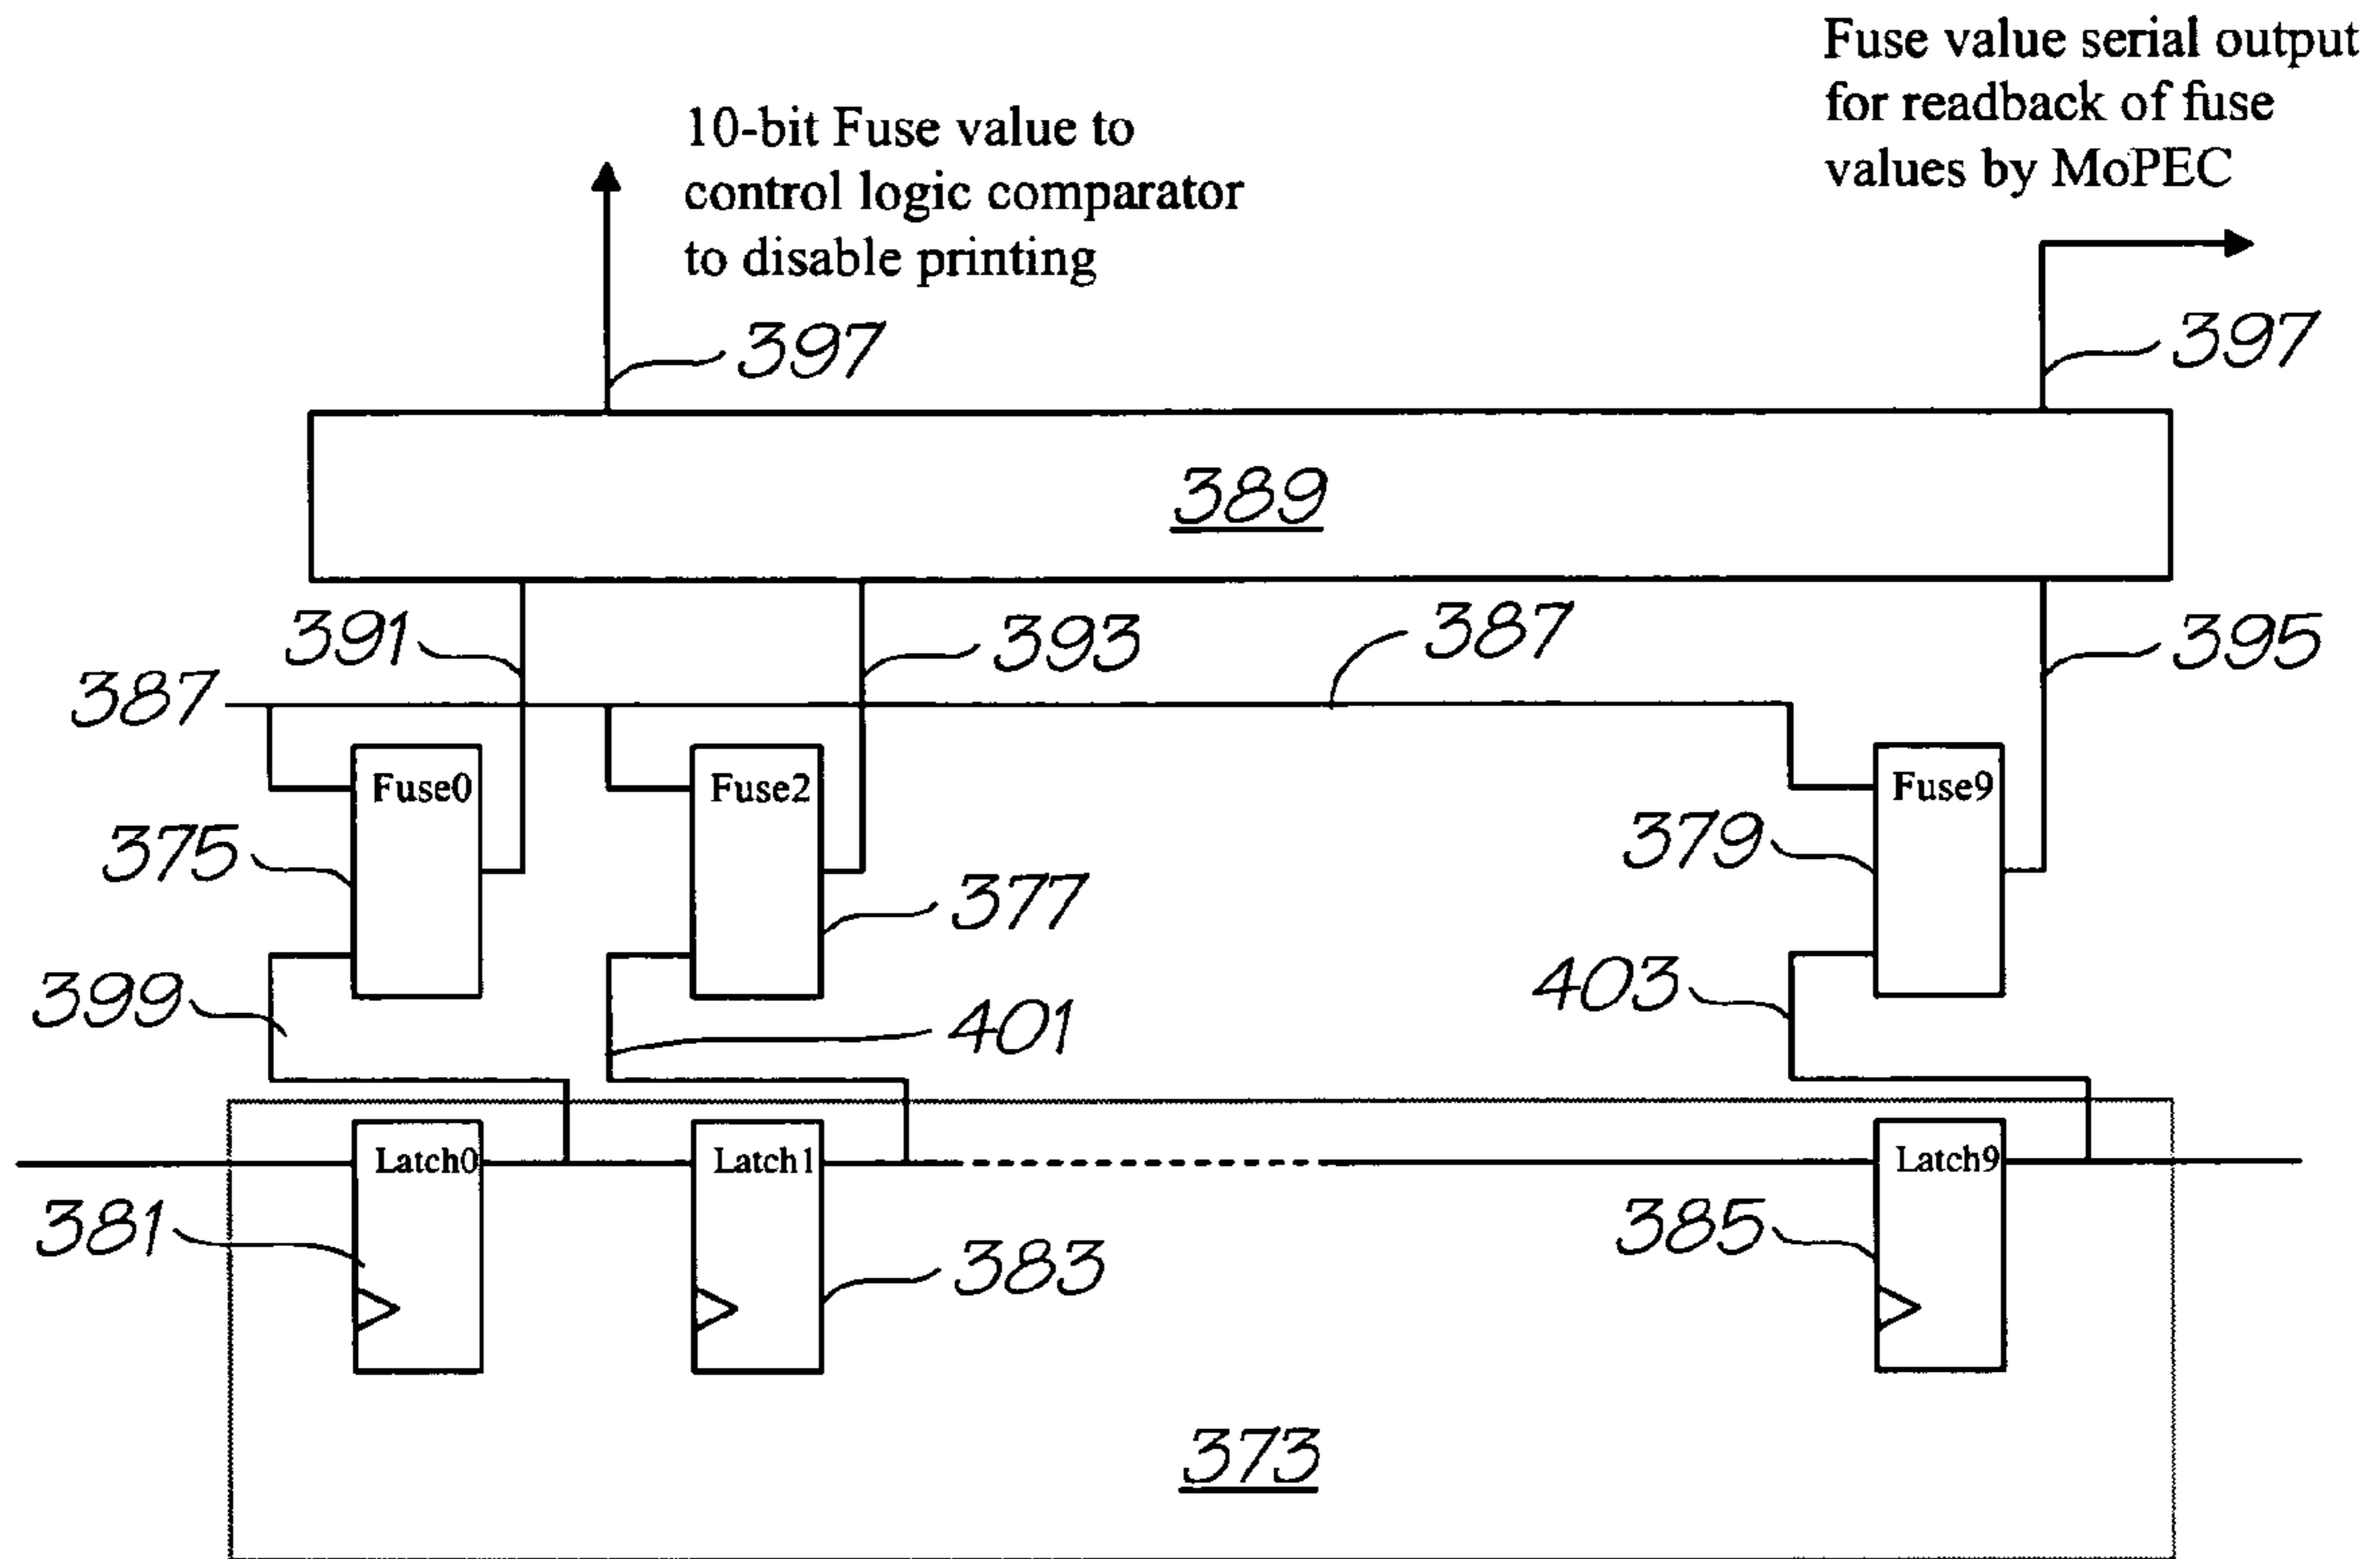 Fuse value serial output
for readback of fuse
values by MoPEC
10-bit Fuse value to
control logic comparator
to disable printing
397
397
389
391
393
387
395
387
Fuse0
Fuse2
Fuse9
375
379
377
399
403
401
Latch0
Latch1
Latch9
381
383
385
373